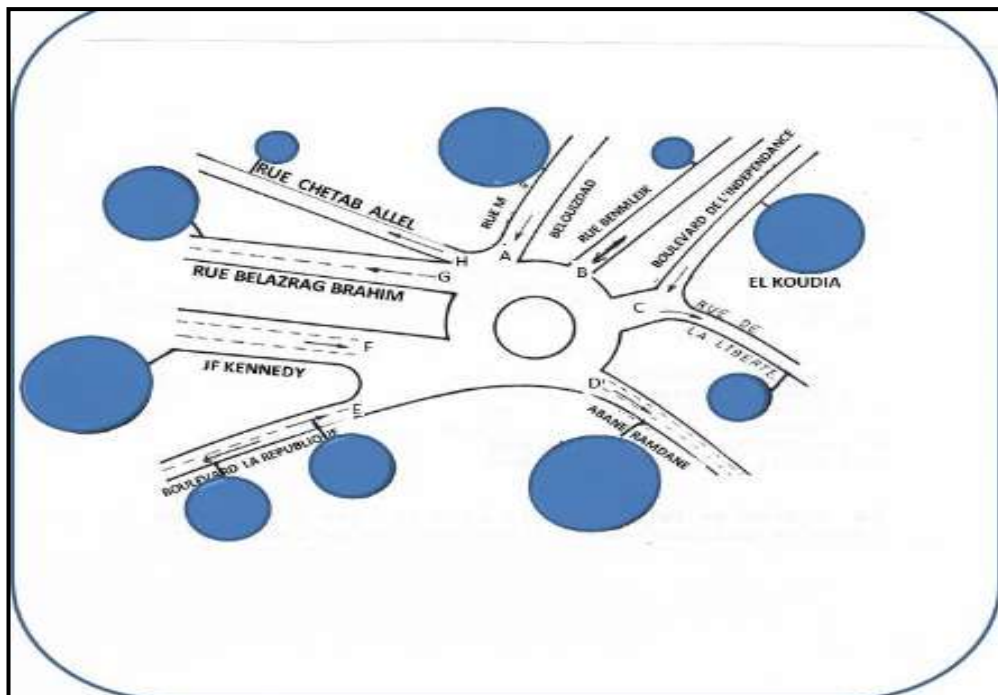 RUE CHETAB ALLEL
RUE M
BELOUIZDAD
RUE BENMLEIK
BOULEVARD DE L'INDEPENDANCE
EL KOUDIA
H
A
B
G
RUE BELAZRAG BRAHIM
C
RUE DE
LA LIBERTE
F
JF KENNEDY
D'
E
ABANE RAMDANE
BOULEVARD LA REPUBLIQUE